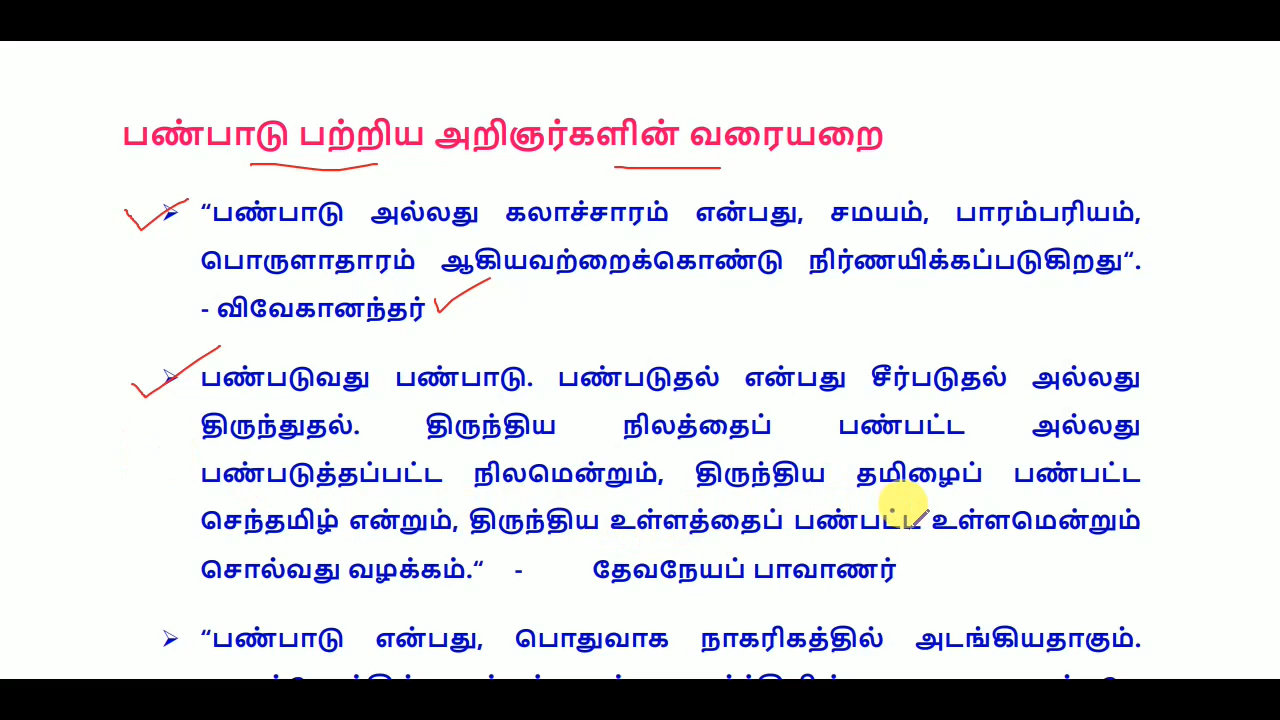 பண்பாடு பற்றிய அறிஞர்களின் வரையறை
“பண்பாடு அல்லது கலாச்சாரம் என்பது, சமயம், பாரம்பரியம்,
பொருளாதாரம் ஆகியவற்றைக்கொண்டு நிர்ணயிக்கப்படுகிறது“.
- விவேகானந்தர்
பண்படுவது பண்பாடு. பண்படுதல் என்பது சீர்படுதல் அல்லது
திருந்துதல். திருந்திய நிலத்தைப் பண்பட்ட அல்லது
பண்படுத்தப்பட்ட நிலமென்றும், திருந்திய தமிழைப் பண்பட்ட
செந்தமிழ் என்றும், திருந்திய உள்ளத்தைப் பண்பட்ட உள்ளமென்றும்
சொல்வது வழக்கம்.“ - தேவநேயப் பாவாணர்
“பண்பாடு என்பது, பொதுவாக நாகரிகத்தில் அடங்கியதாகும்.